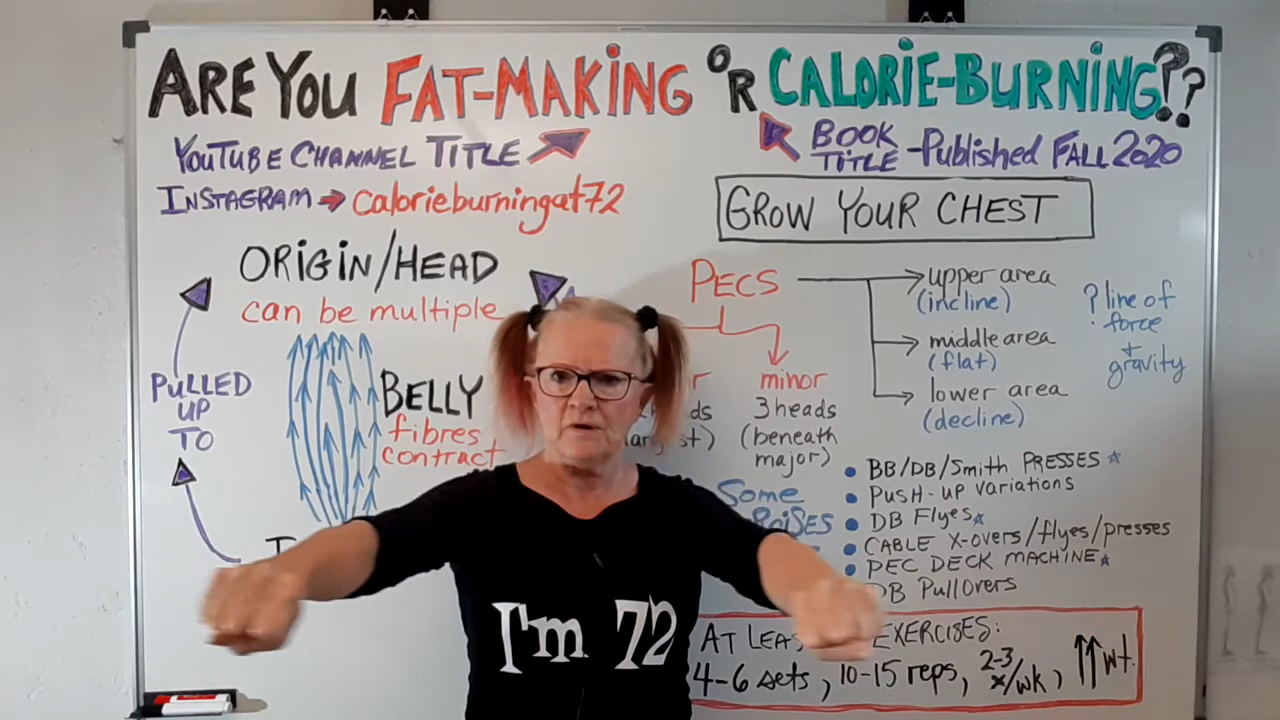 ARE YOU FAT-MAKING OR CALORIE-BURNING??
YOUTUBE CHANNEL TITLE
BOOK TITLE - Published FALL 2020
INSTAGRAM → calorieburningat72
GROW YOUR CHEST
ORIGIN/HEAD
can be multiple
PULLED
UP
TO
BELLY
fibres
contract
PECS
minor
3 heads
(beneath
major)
upper area
(incline)
middle area
(flat)
lower area
(decline)
? line of
force
+
gravity
Some
• BB/DB/Smith PRESSES ☆
• PUSH-UP variations
• DB Flyes ☆
• CABLE X-overs/flyes/presses
• PEC DECK MACHINE ☆
DB Pullovers
AT EXERCISES:
4-6 sets, 10-15 reps, 2-3 x/wk, ↑↑ wt.
I'm 72